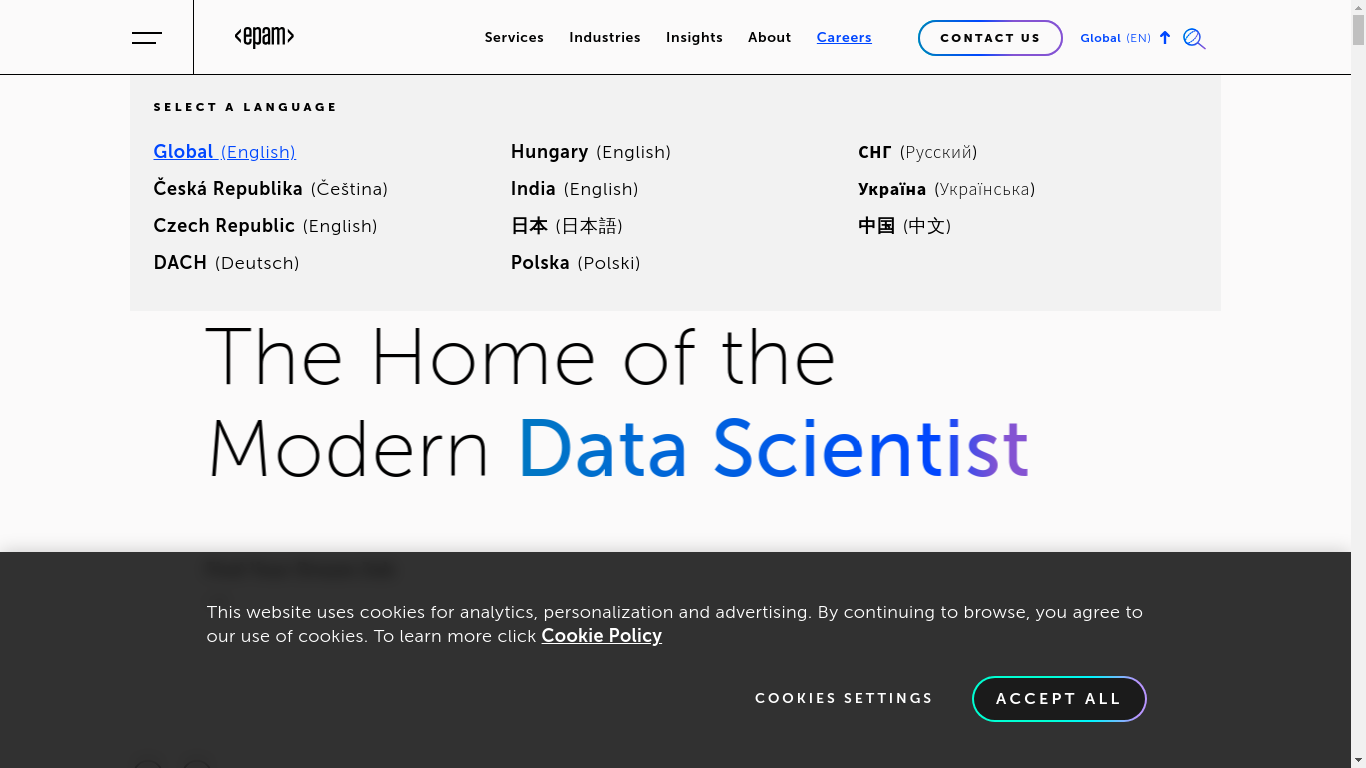 <epam>
Services Industries Insights About Careers CONTACT US Global (EN)
SELECT A LANGUAGE
Global (English)
Česká Republika (Čeština)
Czech Republic (English)
DACH (Deutsch)
Hungary (English)
India (English)
日本 (日本語)
Polska (Polski)
СНГ (Русский)
Україна (Українська)
中国 (中文)
The Home of the
Modern Data Scientist
This website uses cookies for analytics, personalization and advertising. By continuing to browse, you agree to
our use of cookies. To learn more click Cookie Policy
COOKIES SETTINGS ACCEPT ALL